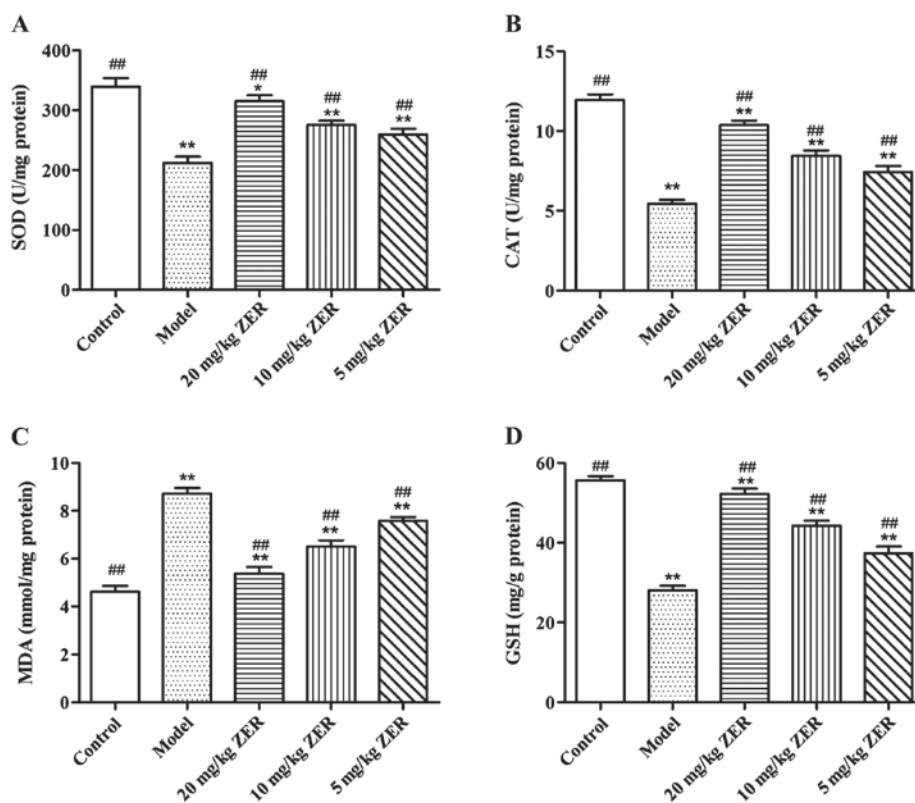 A
SOD (U/mg protein)
400
300
200
100
0
##
**
##
*
##
**
##
**
Control
Model
20 mg/kg ZER
10 mg/kg ZER
5 mg/kg ZER
B
CAT (U/mg protein)
15
10
5
0
##
**
##
**
##
**
##
**
Control
Model
20 mg/kg ZER
10 mg/kg ZER
5 mg/kg ZER
C
MDA (mmol/mg protein)
10
8
6
4
2
0
##
**
##
**
##
**
##
**
Control
Model
20 mg/kg ZER
10 mg/kg ZER
5 mg/kg ZER
D
GSH (mg/g protein)
60
40
20
0
##
**
##
**
##
**
##
**
Control
Model
20 mg/kg ZER
10 mg/kg ZER
5 mg/kg ZER